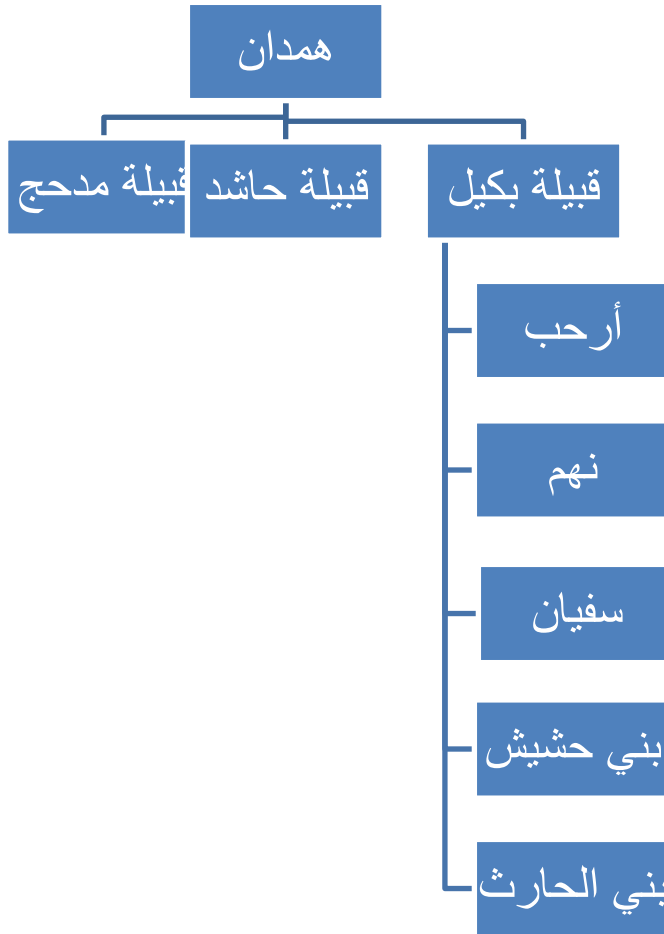 همدان
قبيلة بكيل
قبيلة حاشد
قبيلة مدحج
أرحب
نهم
سفيان
بني حشيش
بني الحارث